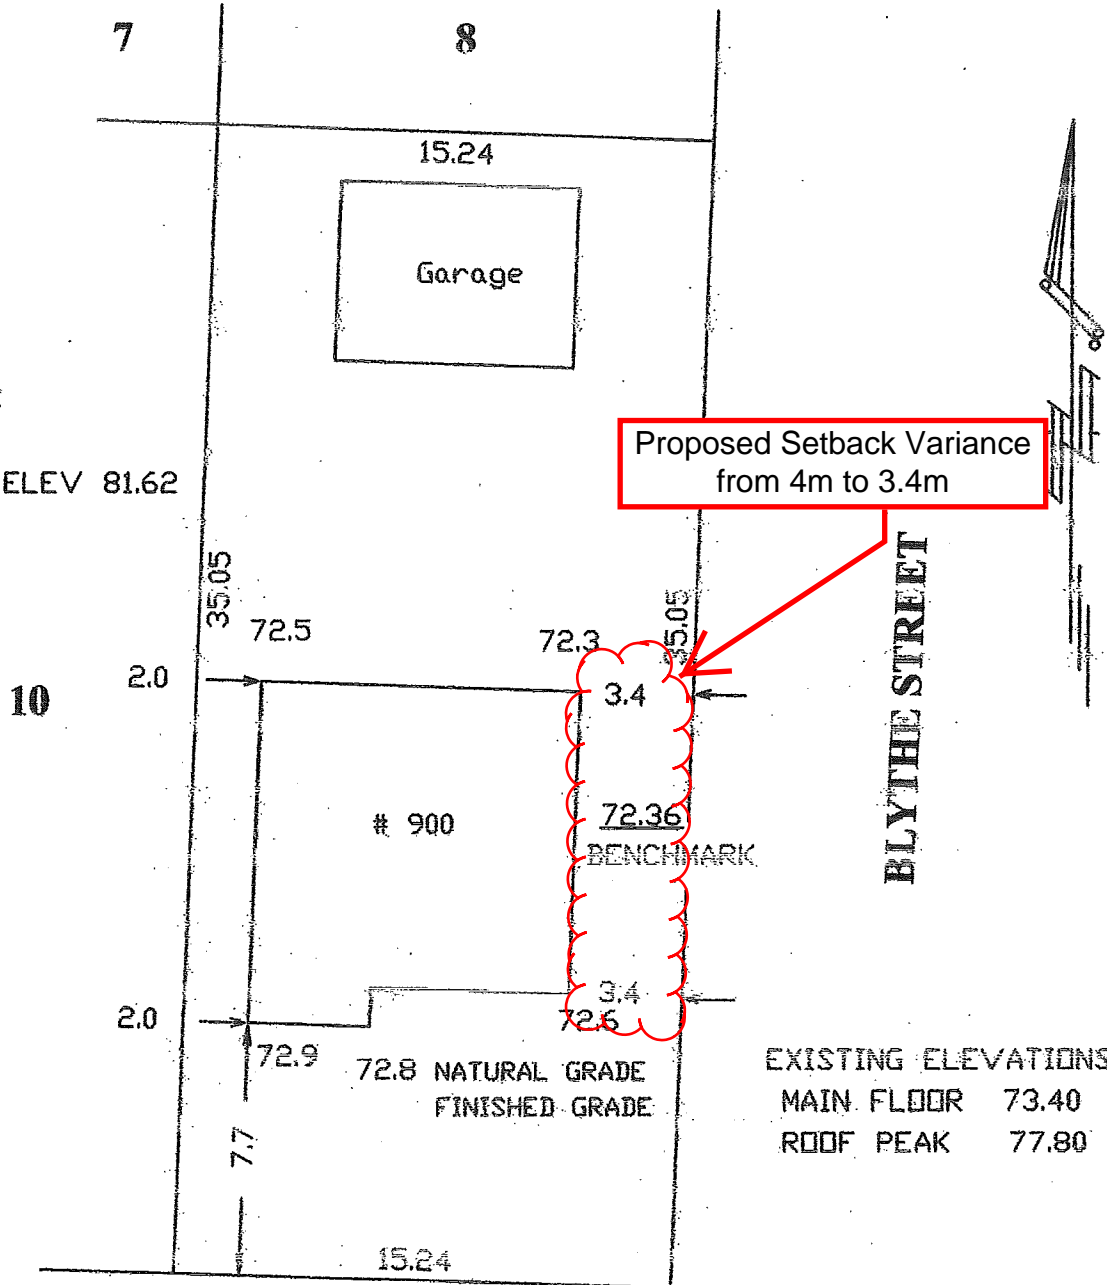 7
8
15.24
Garage
Proposed Setback Variance
from 4m to 3.4m
ELEV 81.62
35.05
35.05
BLYTHE STREET
72.5
72.3
2.0
3.4
10
# 900
72.36
BENCHMARK
2.0
3.4
72.6
72.9
72.8 NATURAL GRADE
FINISHED GRADE
EXISTING ELEVATIONS
MAIN FLOOR 73.40
ROOF PEAK 77.80
7.7
15.24